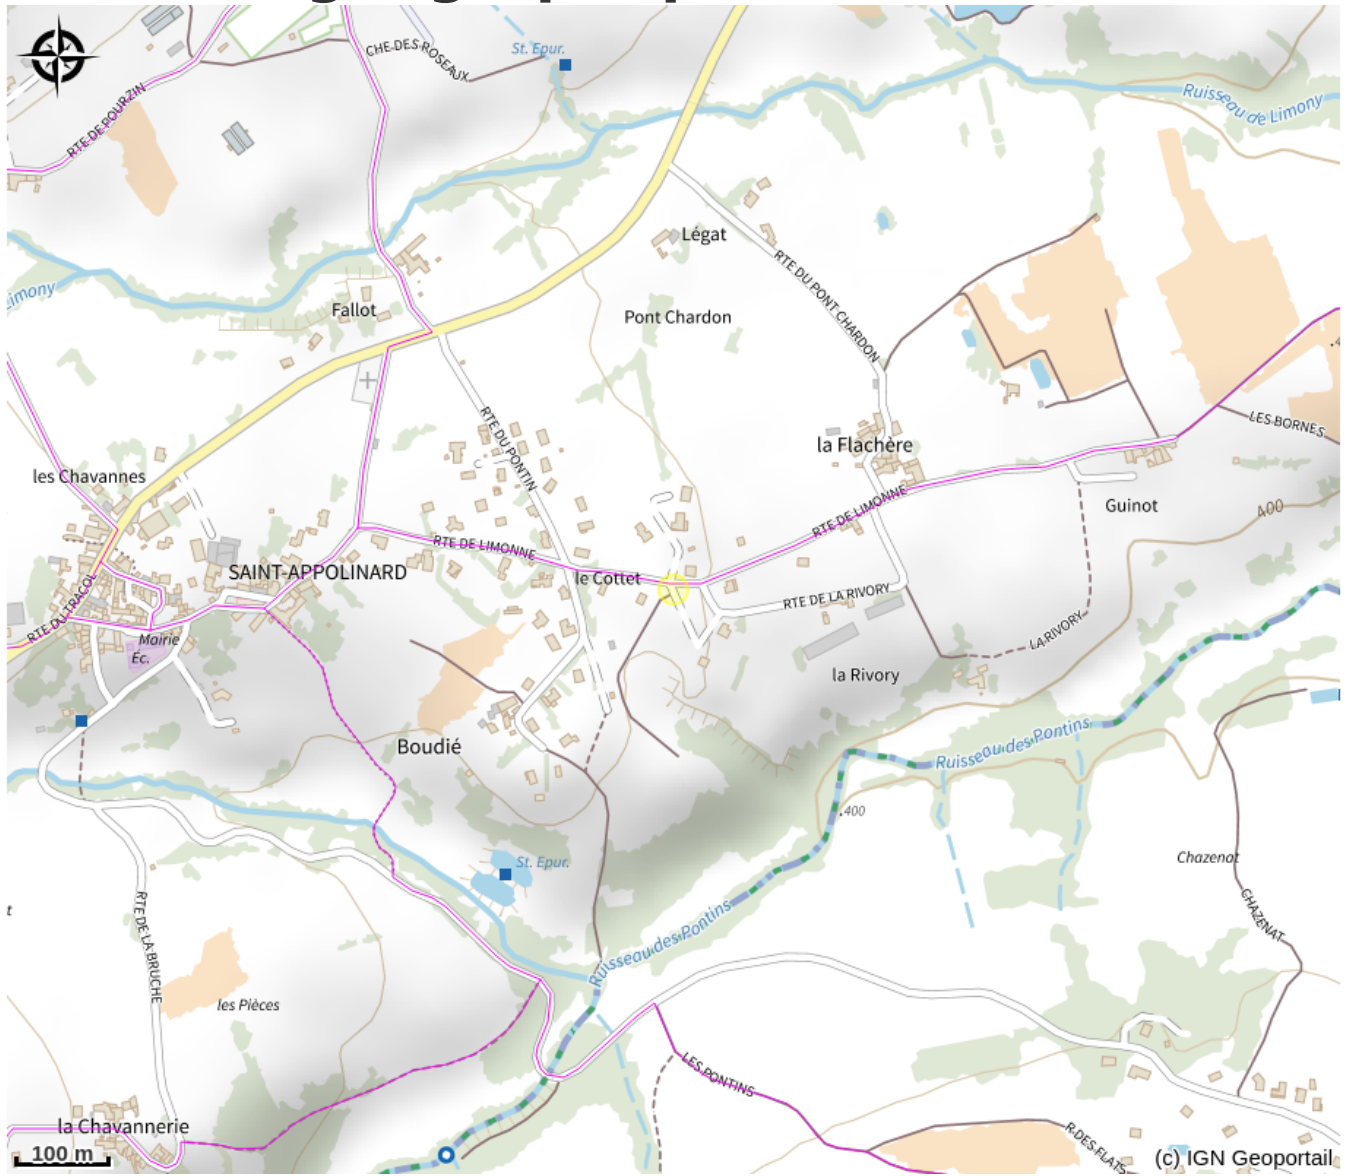 CHE DES ROSEAUX
St. Epur.
RTE DE POURZIN
Ruisseau de Limony
Limony
Légat
Fallot
Pont Chardon
RTE DU PONT CHARDON
RTE DU PONTIN
la Flachère
LES BORNES
les Chavannes
Guinot
400
RTE DE LIMONNE
RTE DE LIMONNE
SAINT-APPOLINARD
le Cottet
RTE DE LA RIVORY
RTE DU TRACOL
Mairie
Ec.
LA RIVORY
la Rivory
Boudié
Ruisseau des Pontins
.400
Chazenat
St. Epur.
CHAZENAT
RTE DE LA BRUCHE
Ruisseau des Pontins
les Pièces
LES PONTINS
la Chavannerie
R DES FLATS
100 m
(c) IGN Geoportail